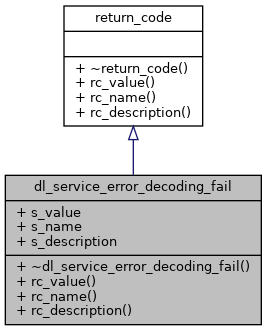 return_code
+ ~return_code()
+ rc_value()
+ rc_name()
+ rc_description()
dl_service_error_decoding_fail
+ s_value
+ s_name
+ s_description
+ ~dl_service_error_decoding_fail()
+ rc_value()
+ rc_name()
+ rc_description()